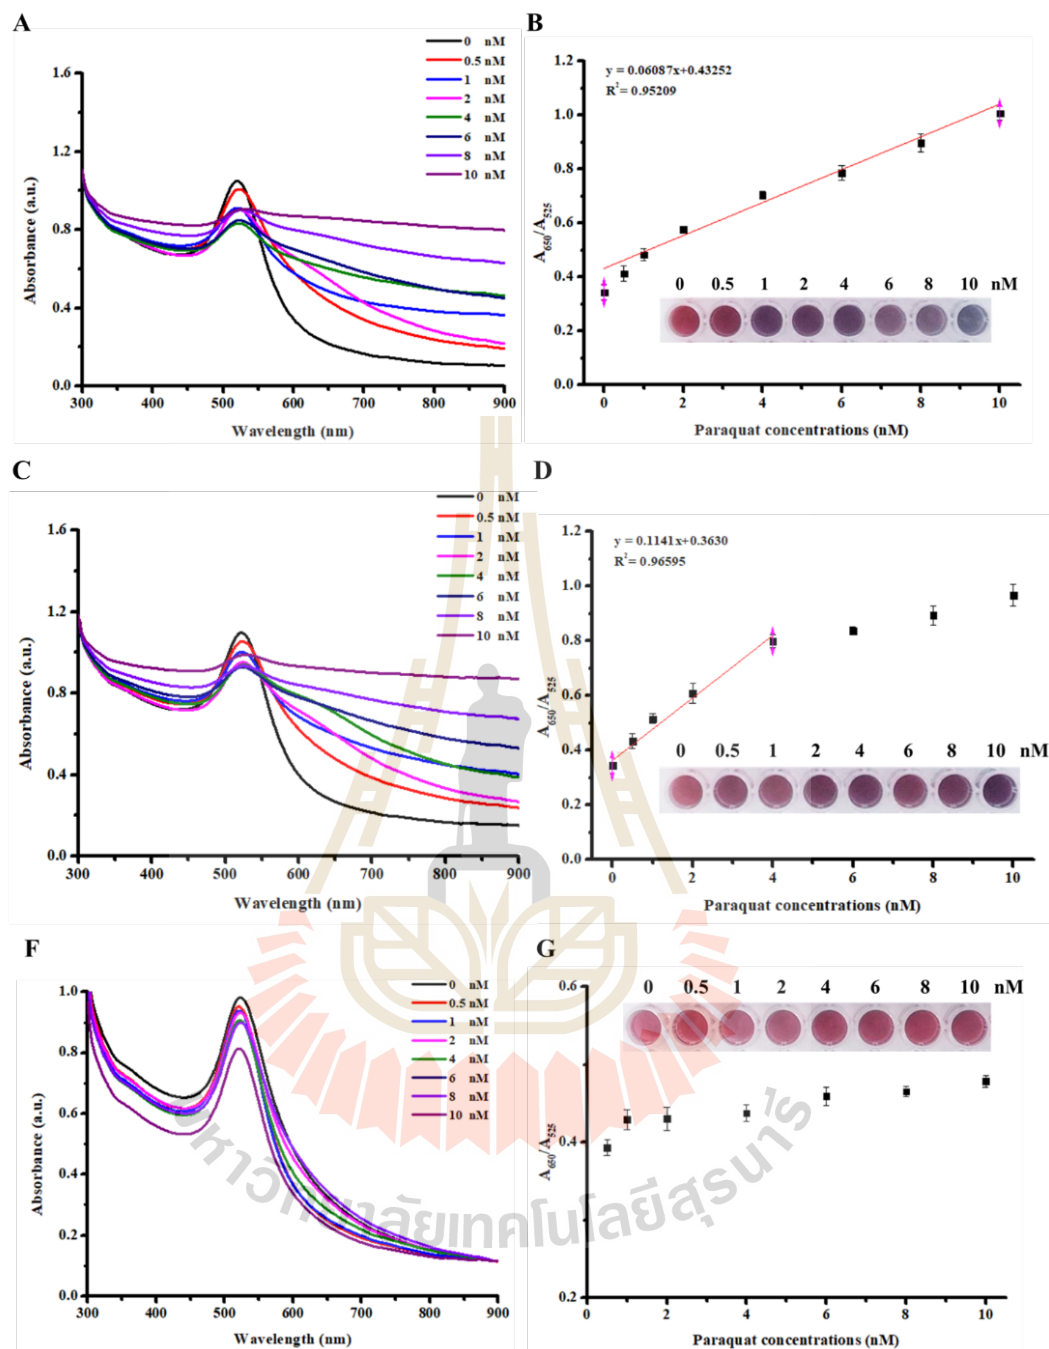 A
0 nM
0.5 nM
1 nM
2 nM
4 nM
6 nM
8 nM
10 nM
1.6
1.2
0.8
0.4
0.0
300 400 500 600 700 800 900
Absorbance (a.u.)
Wavelength (nm)
B
y = 0.06087x+0.43252
R²= 0.95209
1.2
1.0
0.8
0.6
0.4
0.2
0.0
A650/A525
0 0.5 1 2 4 6 8 10 nM
0 2 4 6 8 10
Paraquat concentrations (nM)
C
0 nM
0.5 nM
1 nM
2 nM
4 nM
6 nM
8 nM
10 nM
1.6
1.2
0.8
0.4
0.0
300 400 500 600 700 800 900
Absorbance (a.u.)
Wavelength (nm)
D
y = 0.1141x+0.3630
R²= 0.96595
1.2
1.0
0.8
0.6
0.4
0.2
0.0
A650/A525
0 0.5 1 2 4 6 8 10 nM
0 2 4 6 8 10
Paraquat concentrations (nM)
F
0 nM
0.5 nM
1 nM
2 nM
4 nM
6 nM
8 nM
10 nM
1.0
0.8
0.6
0.4
0.2
0.0
300 400 500 600 700 800 900
Absorbance (a.u.)
Wavelength (nm)
G
0 0.5 1 2 4 6 8 10 nM
0.6
0.4
0.2
A650/A525
0 2 4 6 8 10
Paraquat concentrations (nM)